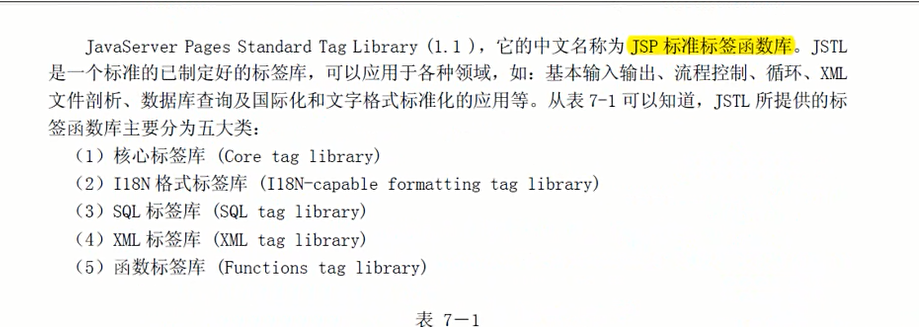 JavaServer Pages Standard Tag Library (1.1 )，它的中文名称为 JSP 标准标签函数库。JSTL
是一个标准的已制定好的标签库，可以应用于各种领域，如：基本输入输出、流程控制、循环、XML
文件剖析、数据库查询及国际化和文字格式标准化的应用等。从表 7-1 可以知道，JSTL 所提供的标
签函数库主要分为五大类：
（1）核心标签库 (Core tag library)
（2）I18N 格式标签库 (I18N-capable formatting tag library)
（3）SQL 标签库 (SQL tag library)
（4）XML 标签库 (XML tag library)
（5）函数标签库 (Functions tag library)
表 7－1